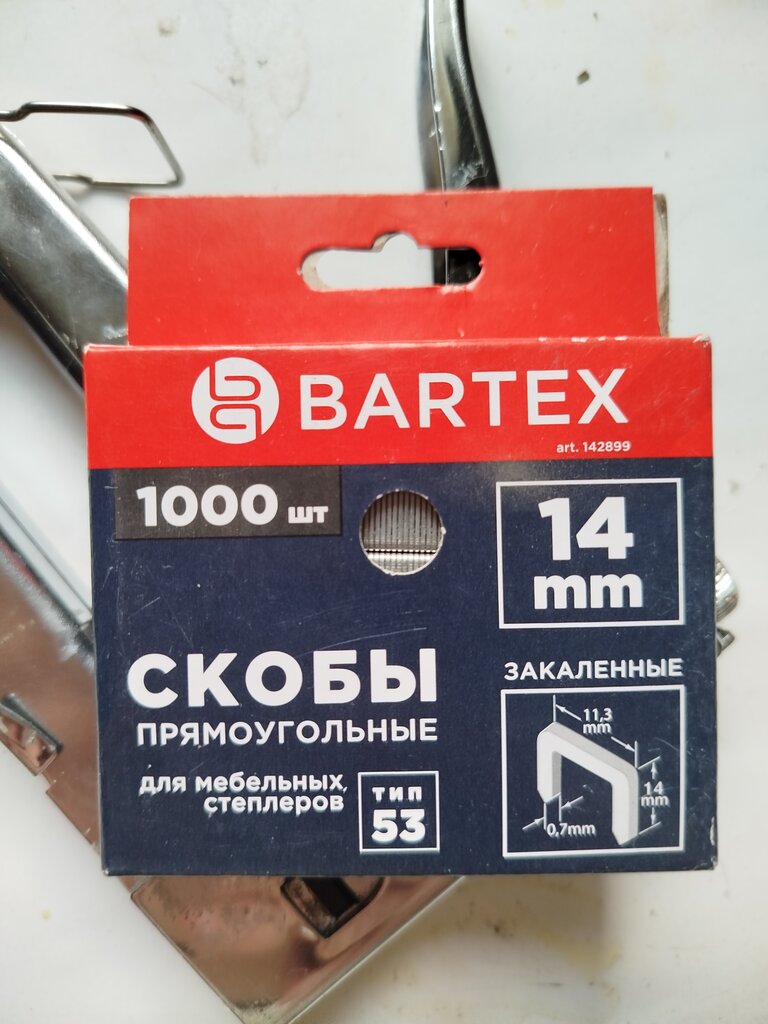 BARTEX
art. 142899
1000 шт
14
mm
СКОБЫ
ПРЯМОУГОЛЬНЫЕ
для мебельных
степлеров
тип
53
ЗАКАЛЕННЫЕ
11,3
mm
14
mm
0,7mm